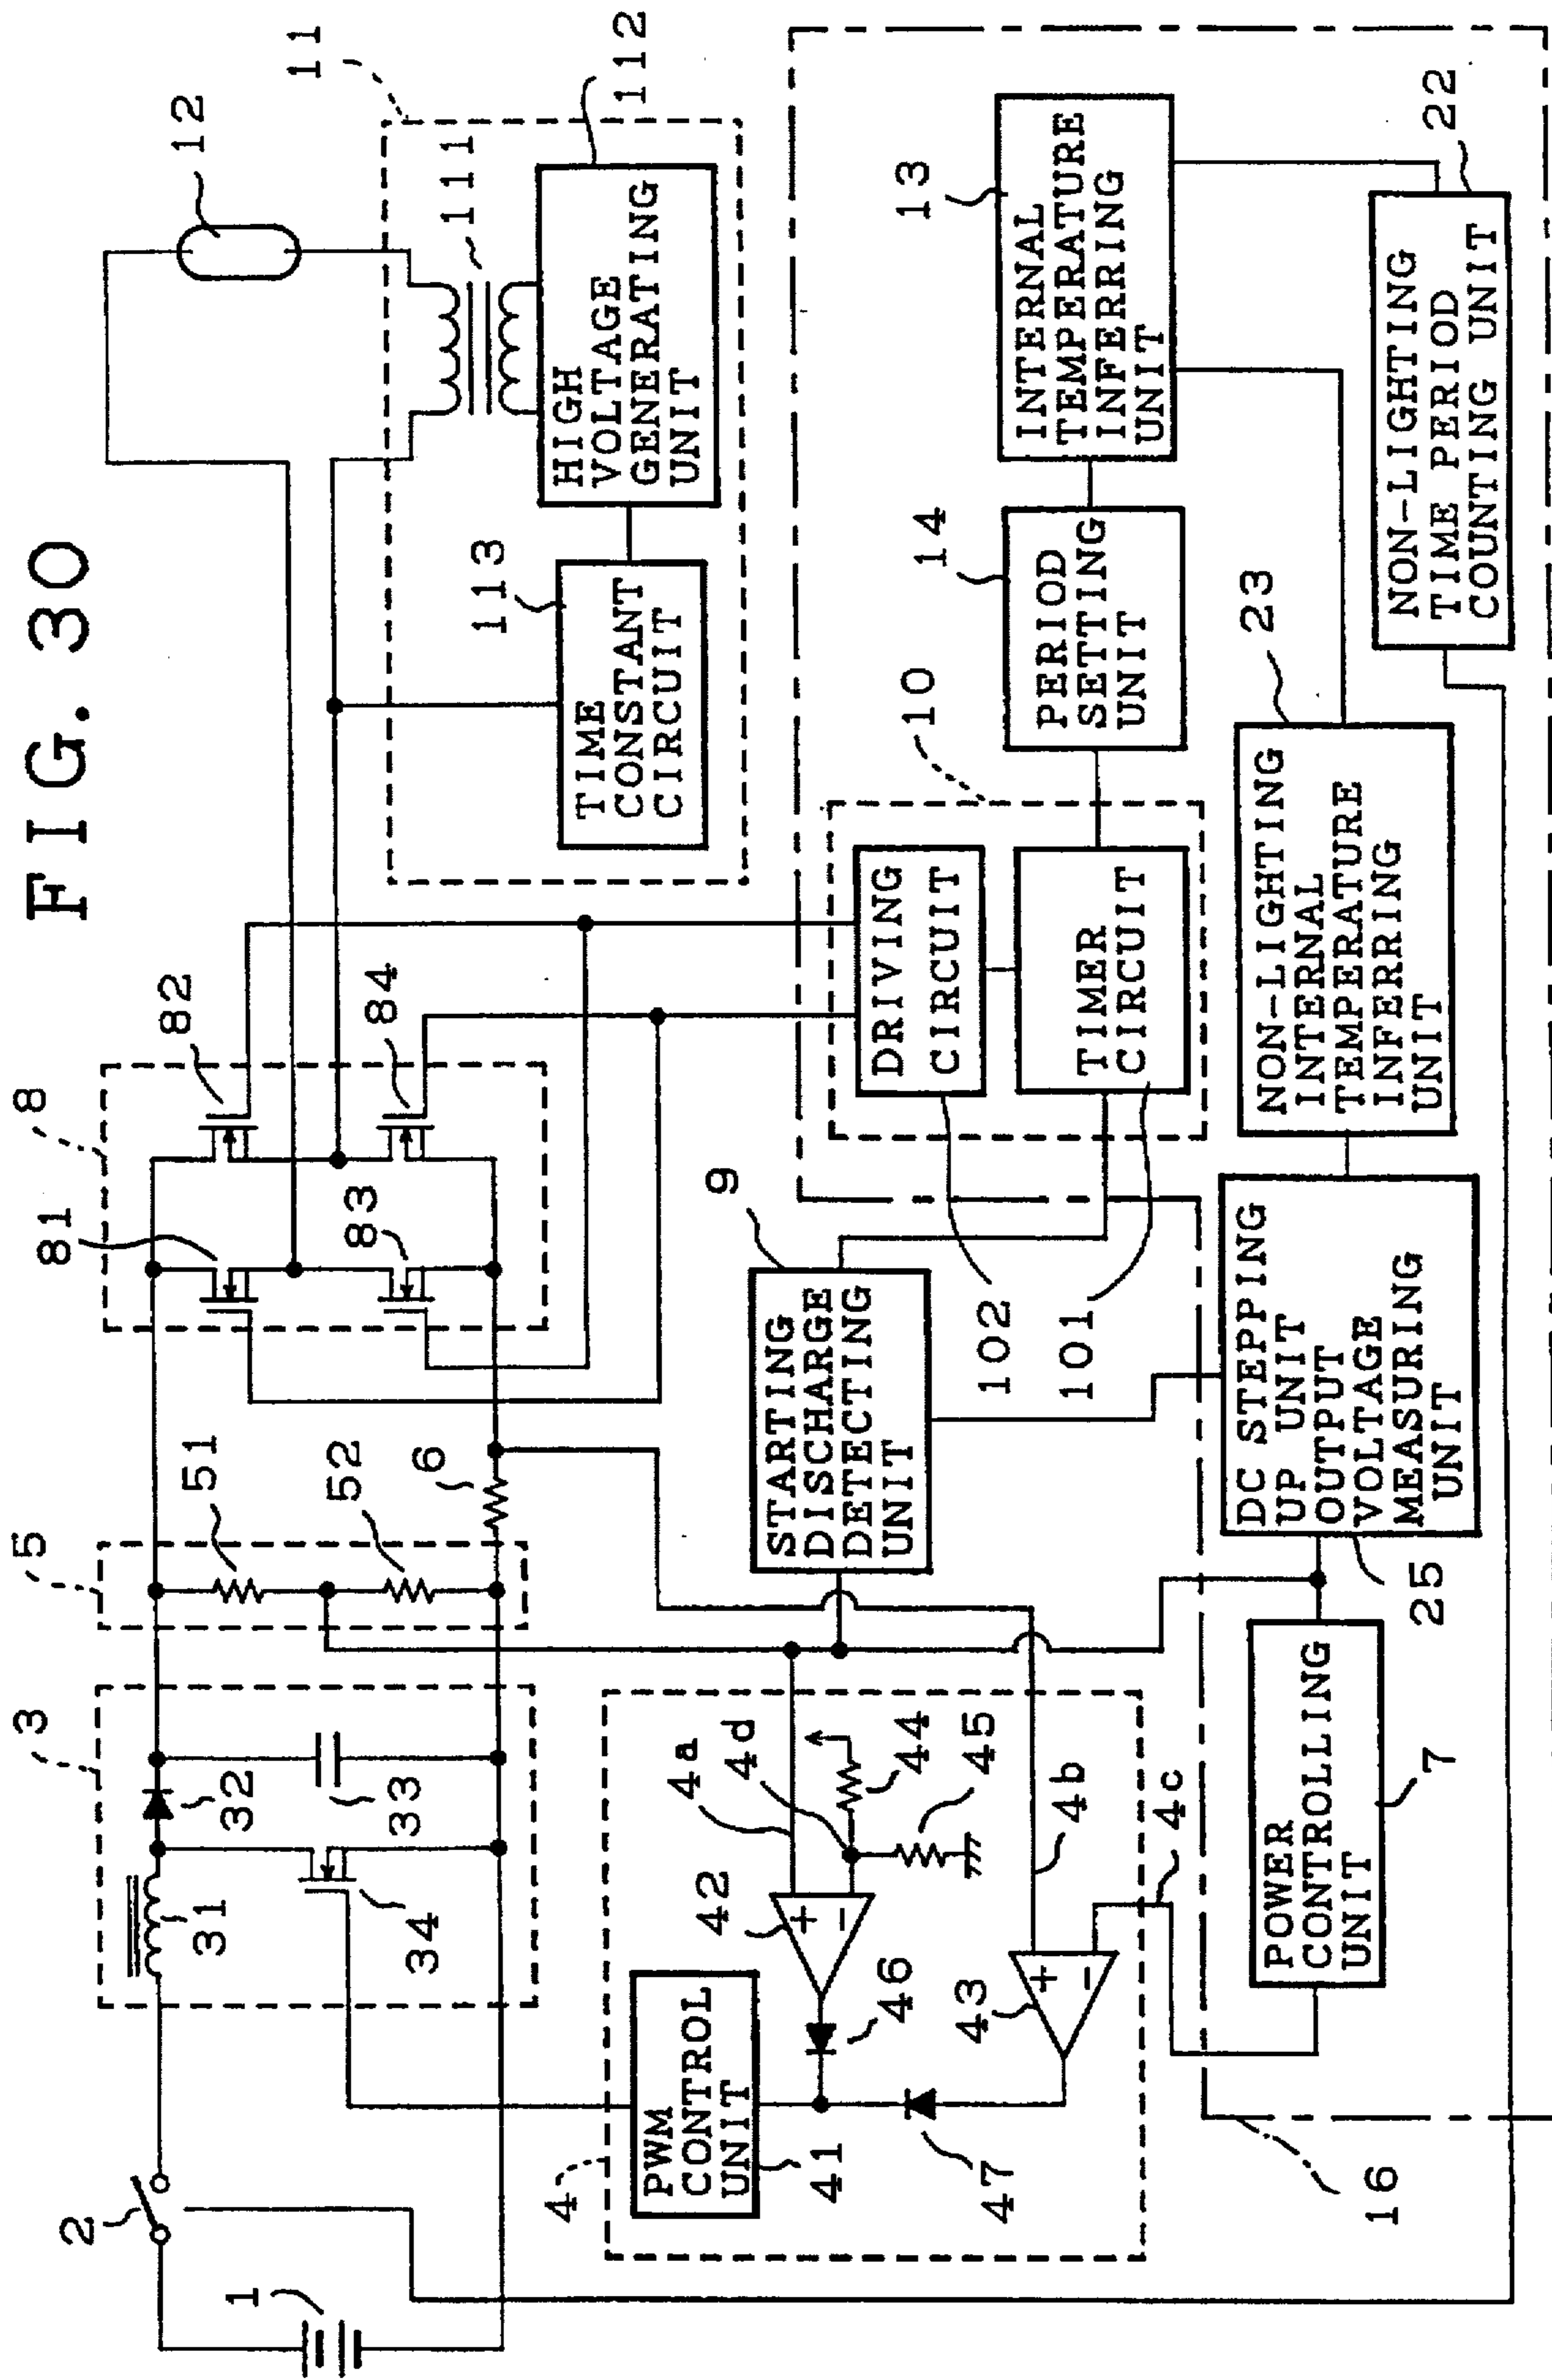 FIG. 30
1
2
3
31
32
33
34
5
51
52
6
8
81
82
83
84
12
11
111
HIGH
VOLTAGE
GENERATING
UNIT
112
113
TIME
CONSTANT
CIRCUIT
4
PWM
CONTROL
UNIT
41
42
+
−
4a
4d
44
45
46
47
43
+
−
4b
4c
9
STARTING
DISCHARGE
DETECTING
UNIT
10
DRIVING
CIRCUIT
102
TIMER
CIRCUIT
101
14
PERIOD
SETTING
UNIT
13
INTERNAL
TEMPERATURE
INFERRING
UNIT
16
POWER
CONTROLLING
UNIT
7
DC STEPPING
UP UNIT
OUTPUT
VOLTAGE
MEASURING
UNIT
25
23
NON-LIGHTING
INTERNAL
TEMPERATURE
INFERRING
UNIT
22
NON-LIGHTING
TIME PERIOD
COUNTING UNIT